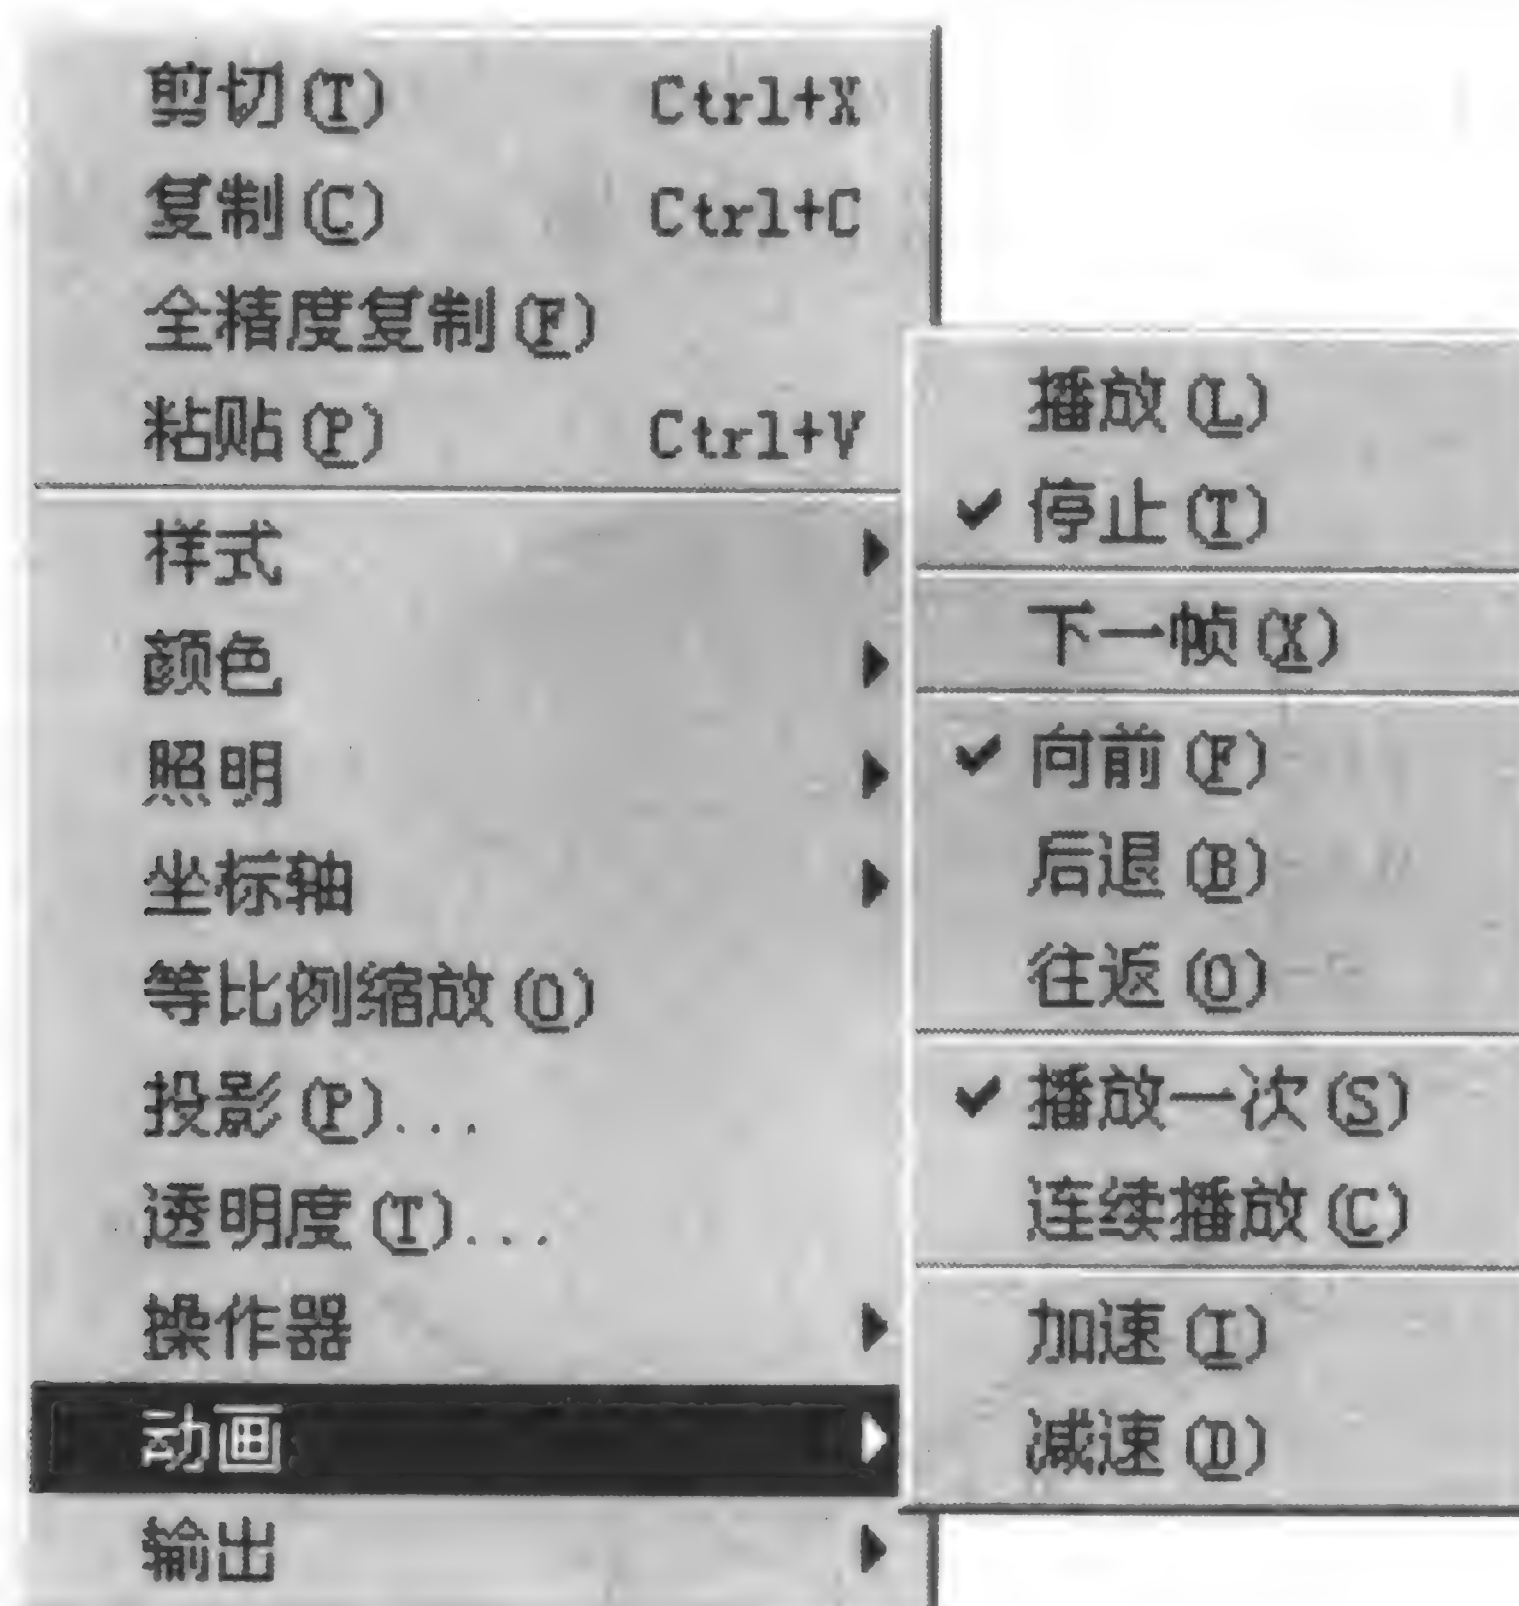 剪切(T) Ctrl+X
复制(C) Ctrl+C
全精度复制(F)
粘贴(P) Ctrl+V
样式
颜色
照明
坐标轴
等比例缩放(O)
投影(P)...
透明度(T)...
操作器
动画
输出
播放(L)
停止(T)
下一帧(X)
向前(F)
后退(B)
往返(O)
播放一次(S)
连续播放(C)
加速(I)
减速(D)